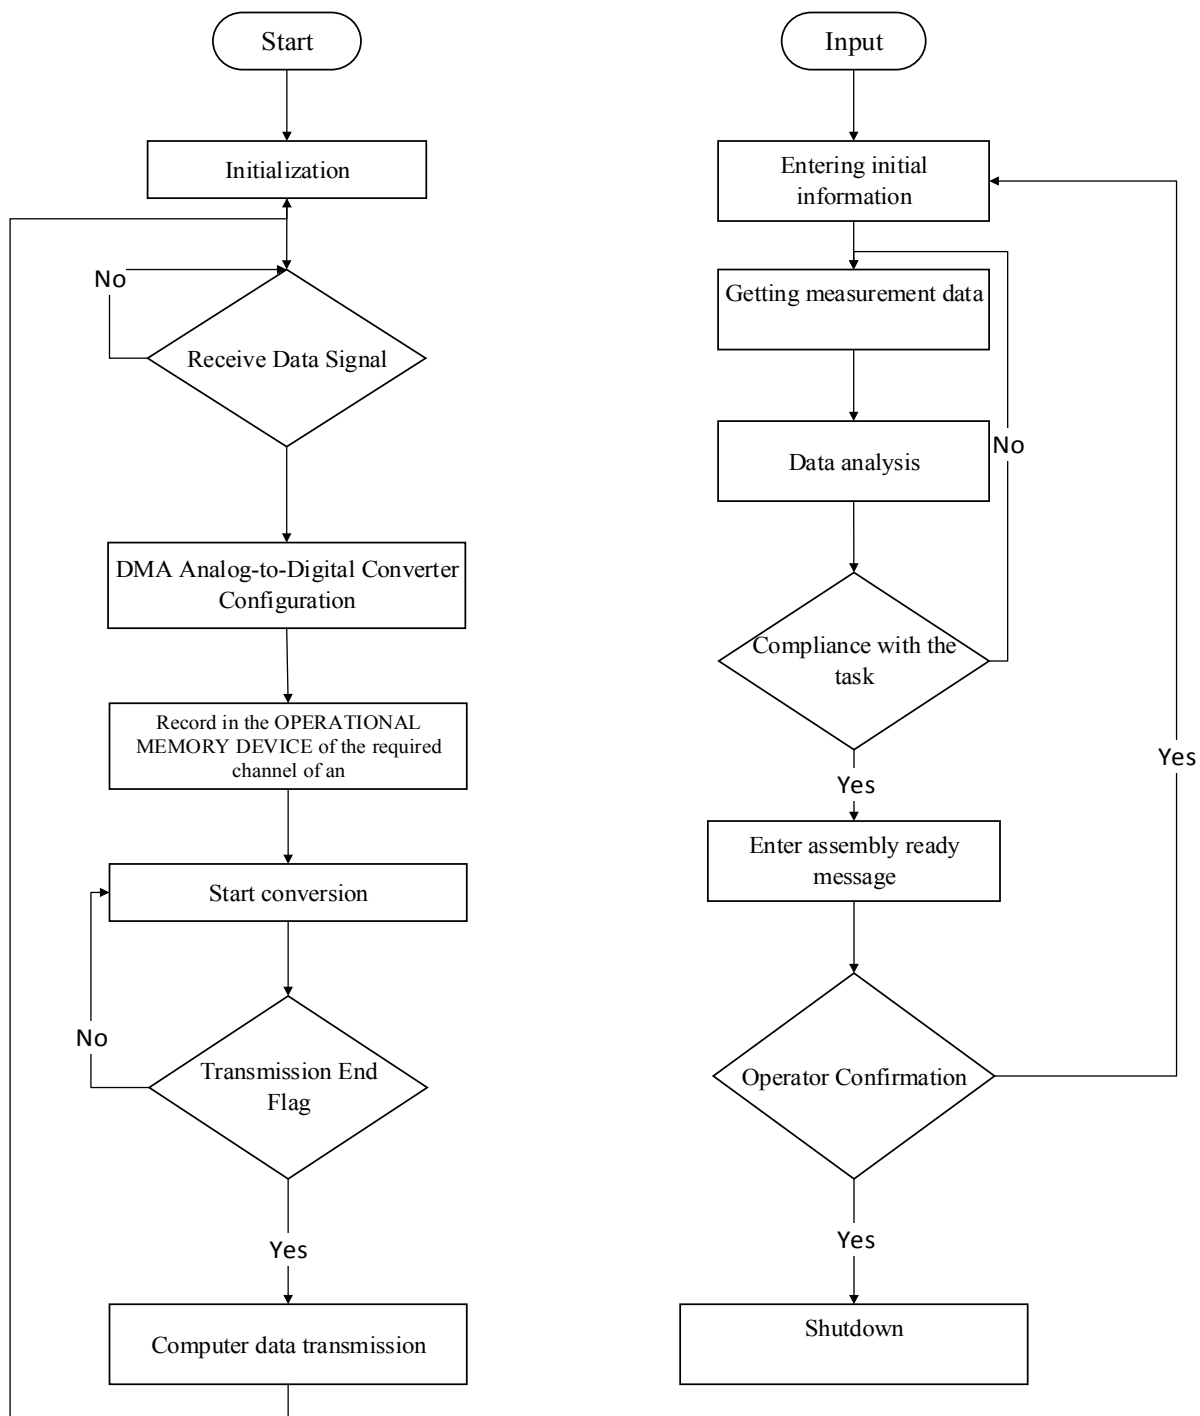 Start
Initialization
No
Receive Data Signal
DMA Analog-to-Digital Converter
Configuration
Record in the OPERATIONAL
MEMORY DEVICE of the required
channel of an
Start conversion
No
Transmission End
Flag
Yes
Computer data transmission
Input
Entering initial
information
Getting measurement data
Data analysis
No
Compliance with the
task
Yes
Yes
Enter assembly ready
message
Operator Confirmation
Yes
Shutdown